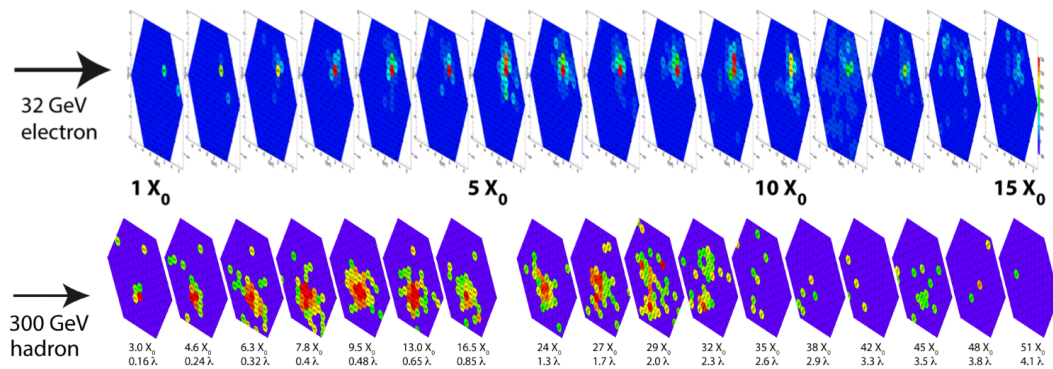 32 GeV
electron
1 X₀ 5 X₀ 10 X₀ 15 X₀
300 GeV
hadron
3.0 X₀ 4.6 X₀ 6.3 X₀ 7.8 X₀ 9.5 X₀ 13.0 X₀ 16.5 X₀ 24 X₀ 27 X₀ 29 X₀ 32 X₀ 35 X₀ 38 X₀ 42 X₀ 45 X₀ 48 X₀ 51 X₀
0.16 λ 0.24 λ 0.32 λ 0.4 λ 0.48 λ 0.65 λ 0.85 λ 1.3 λ 1.7 λ 2.0 λ 2.3 λ 2.6 λ 2.9 λ 3.3 λ 3.5 λ 3.8 λ 4.1 λ